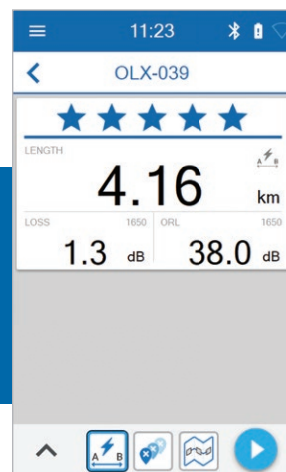 11:23
OLX-039
LENGTH
A B
4.16 km
LOSS 1650 ORL 1650
1.3 dB 38.0 dB
A B